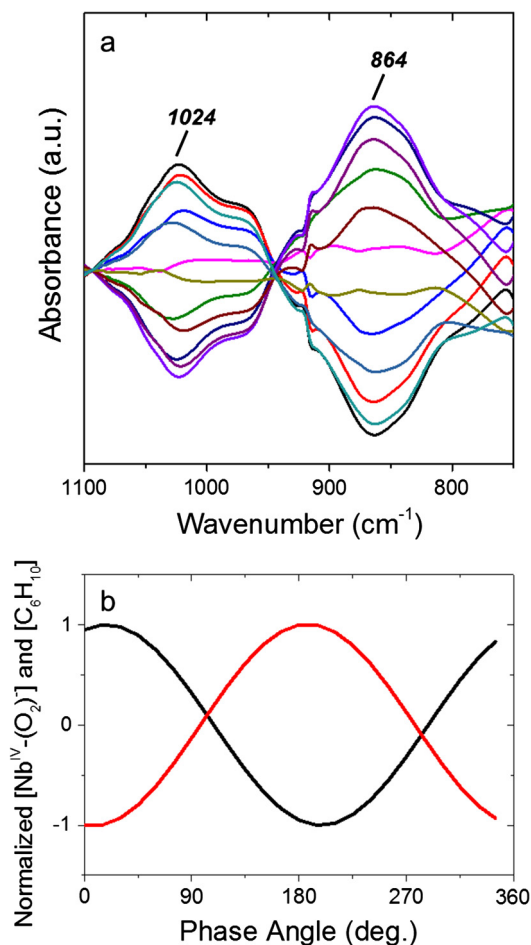 a
1024
864
Absorbance (a.u.)
1100 1000 900 800
Wavenumber (cm⁻¹)
b
Normalized [Nbᴵⱽ-(O₂)⁻] and [C₆H₁₀]
1
0
-1
0 90 180 270 360
Phase Angle (deg.)